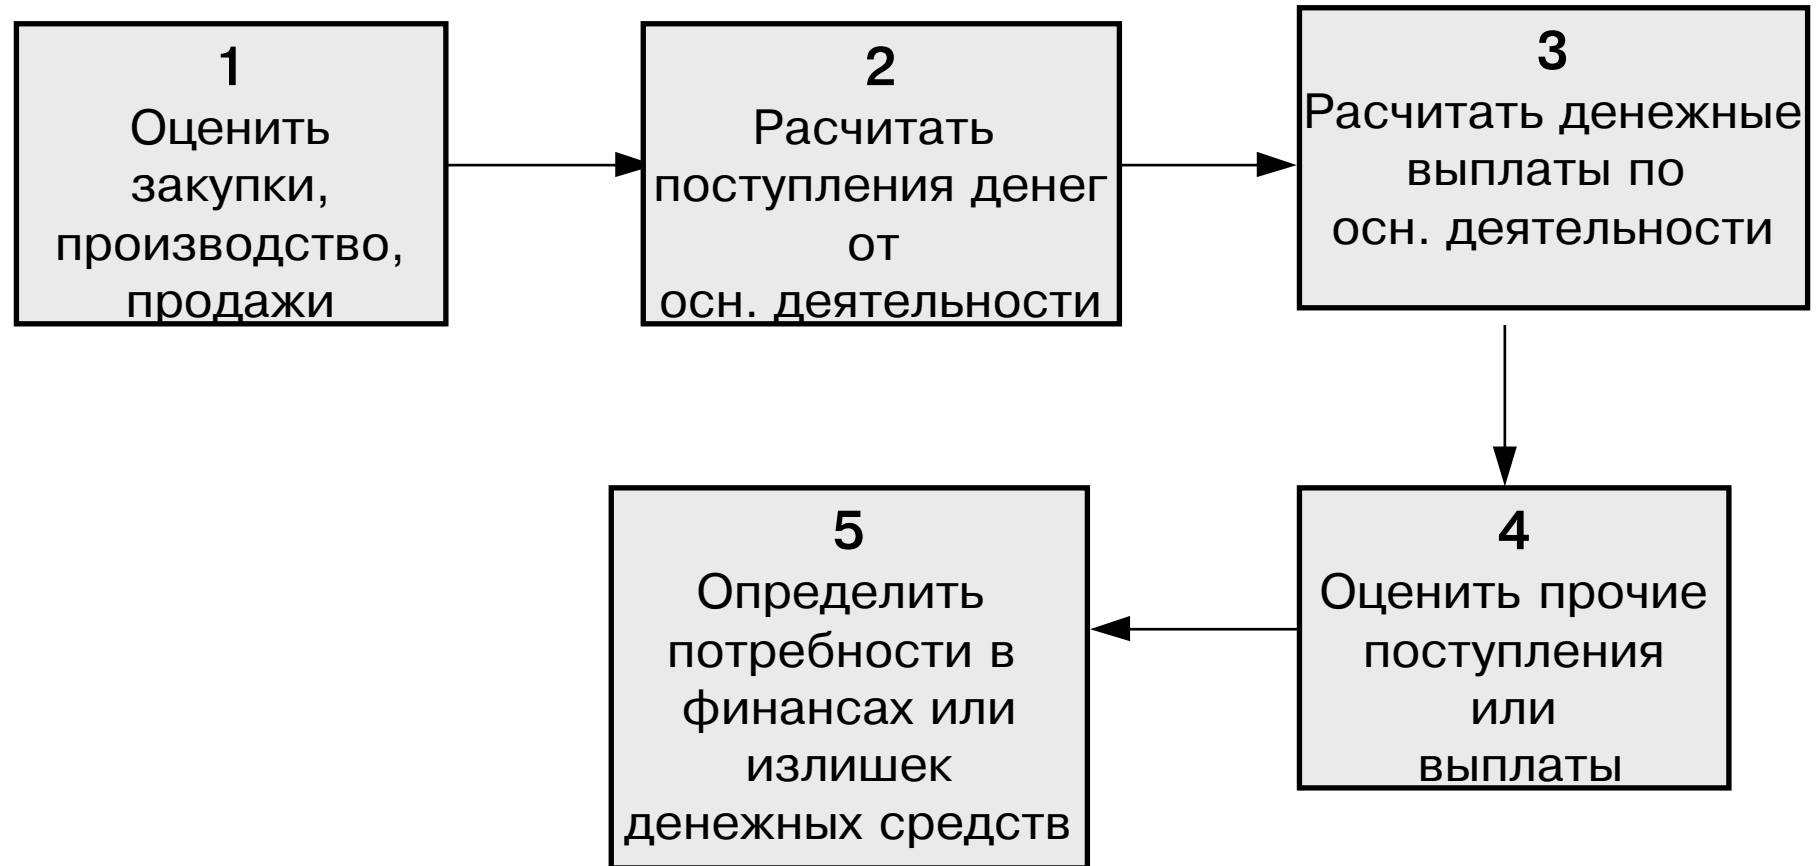 1
Оценить
закупки,
производство,
продажи
2
Расчитать
поступления денег
от
осн. деятельности
3
Расчитать денежные
выплаты по
осн. деятельности
4
Оценить прочие
поступления
или
выплаты
5
Определить
потребности в
финансах или
излишек
денежных средств